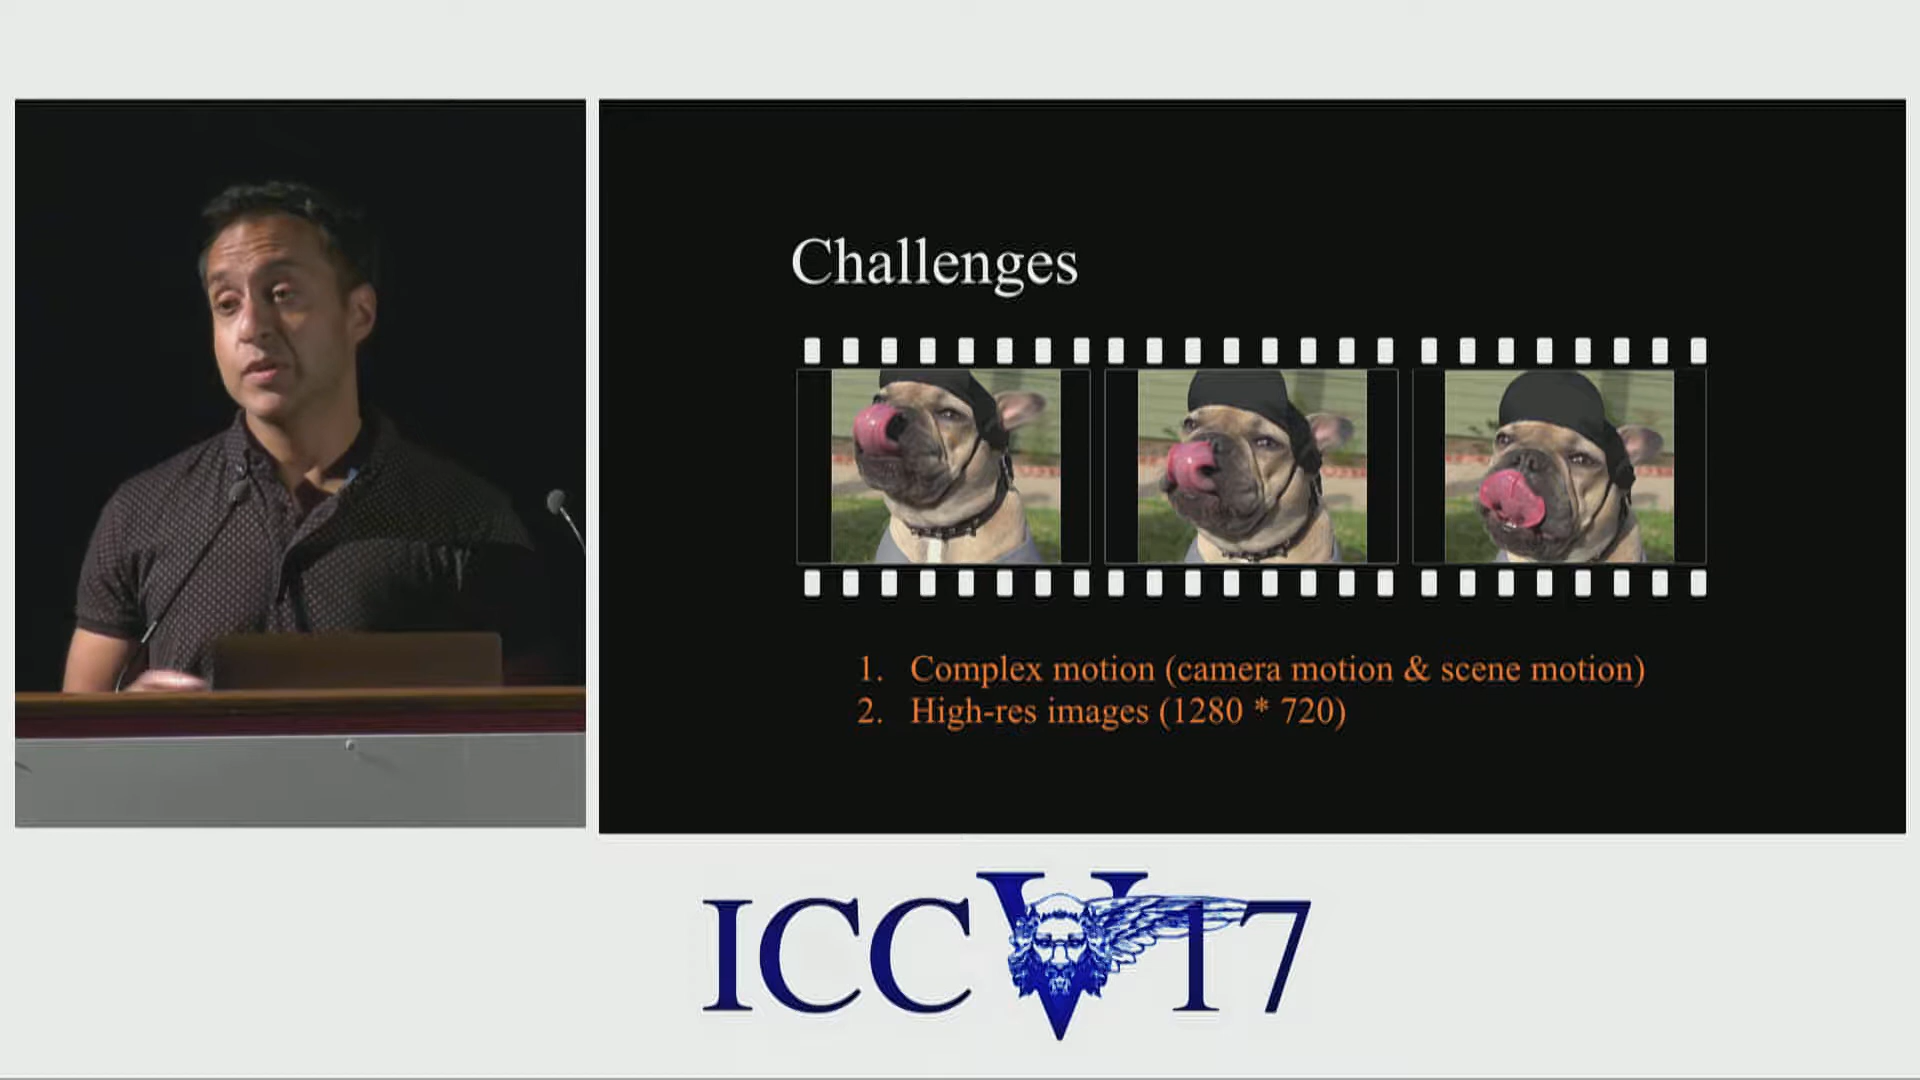 Challenges
1. Complex motion (camera motion & scene motion)
2. High-res images (1280 * 720)
ICCV17